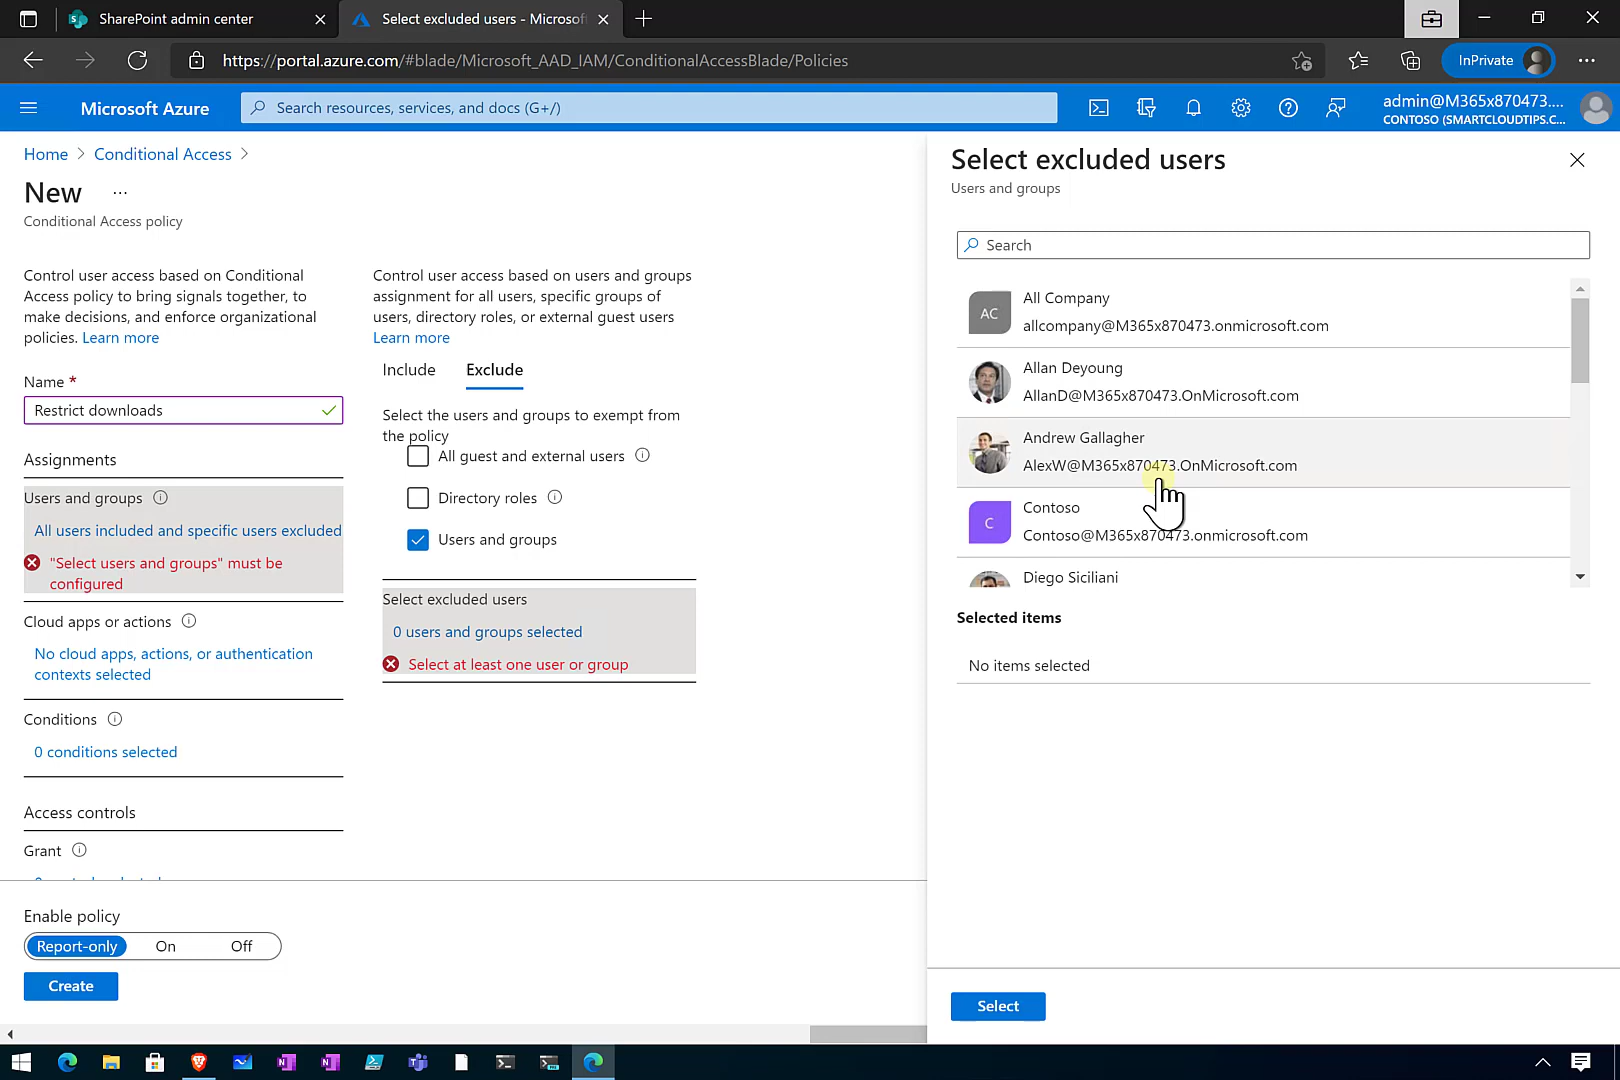 SharePoint admin center
Select excluded users - Microsof
https://portal.azure.com/#blade/Microsoft_AAD_IAM/ConditionalAccessBlade/Policies
InPrivate
Microsoft Azure
Search resources, services, and docs (G+/)
admin@M365x870473....
CONTOSO (SMARTCLOUDTIPS.C...
Home > Conditional Access >
New ...
Conditional Access policy
Control user access based on Conditional
Access policy to bring signals together, to
make decisions, and enforce organizational
policies. Learn more
Name *
Restrict downloads
Assignments
Users and groups
All users included and specific users excluded
"Select users and groups" must be
configured
Cloud apps or actions
No cloud apps, actions, or authentication
contexts selected
Conditions
0 conditions selected
Access controls
Grant
Enable policy
Report-only On Off
Create
Control user access based on users and groups
assignment for all users, specific groups of
users, directory roles, or external guest users
Learn more
Include Exclude
Select the users and groups to exempt from
the policy
All guest and external users
Directory roles
Users and groups
Select excluded users
0 users and groups selected
Select at least one user or group
Select excluded users
Users and groups
Search
AC
All Company
allcompany@M365x870473.onmicrosoft.com
Allan Deyoung
AllanD@M365x870473.OnMicrosoft.com
Andrew Gallagher
AlexW@M365x870473.OnMicrosoft.com
C
Contoso
Contoso@M365x870473.onmicrosoft.com
Diego Siciliani
Selected items
No items selected
Select